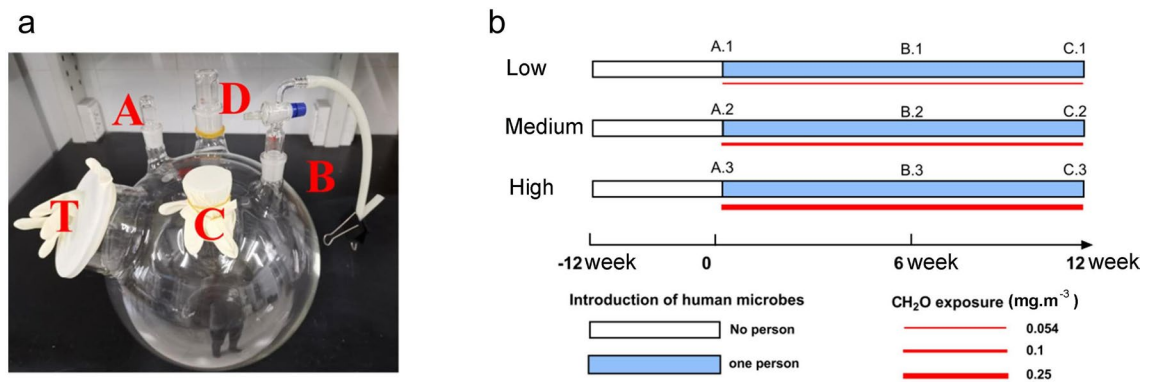 a
A
D
B
T
C
b
A.1 B.1 C.1
Low
A.2 B.2 C.2
Medium
A.3 B.3 C.3
High
-12 week 0 6 week 12 week
Introduction of human microbes
No person
one person
CH₂O exposure (mg.m⁻³)
0.054
0.1
0.25